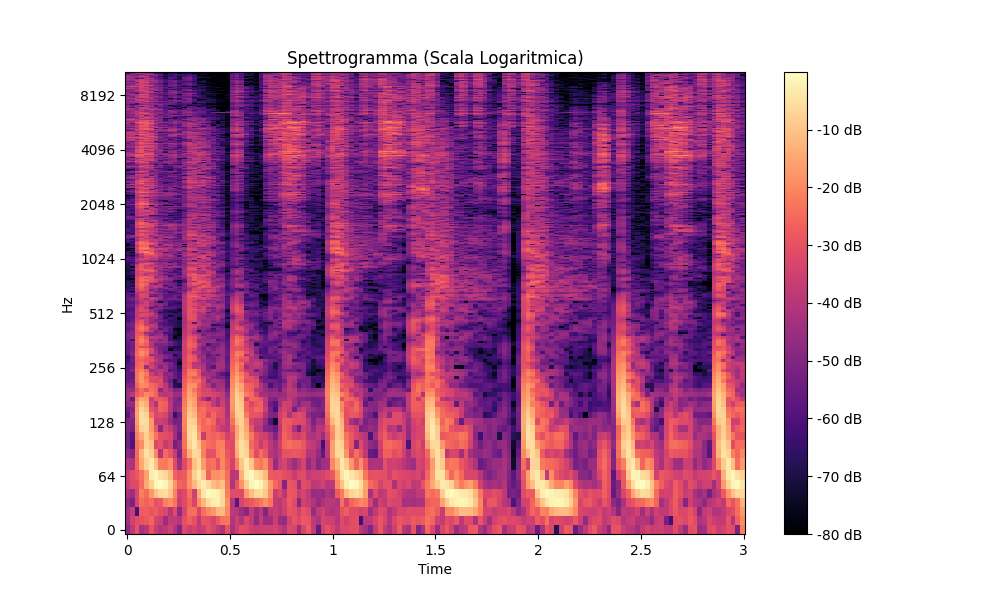 Spettrogramma (Scala Logaritmica)
Hz
8192
4096
2048
1024
512
256
128
64
0
0
0.5
1
1.5
2
2.5
3
Time
-10 dB
-20 dB
-30 dB
-40 dB
-50 dB
-60 dB
-70 dB
-80 dB